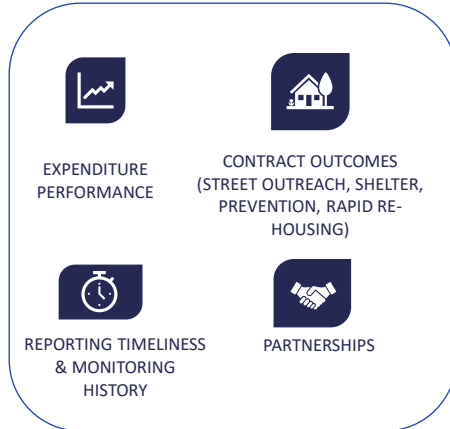 EXPENDITURE
PERFORMANCE
CONTRACT OUTCOMES
(STREET OUTREACH, SHELTER,
PREVENTION, RAPID RE-
HOUSING)
REPORTING TIMELINESS
& MONITORING
HISTORY
PARTNERSHIPS